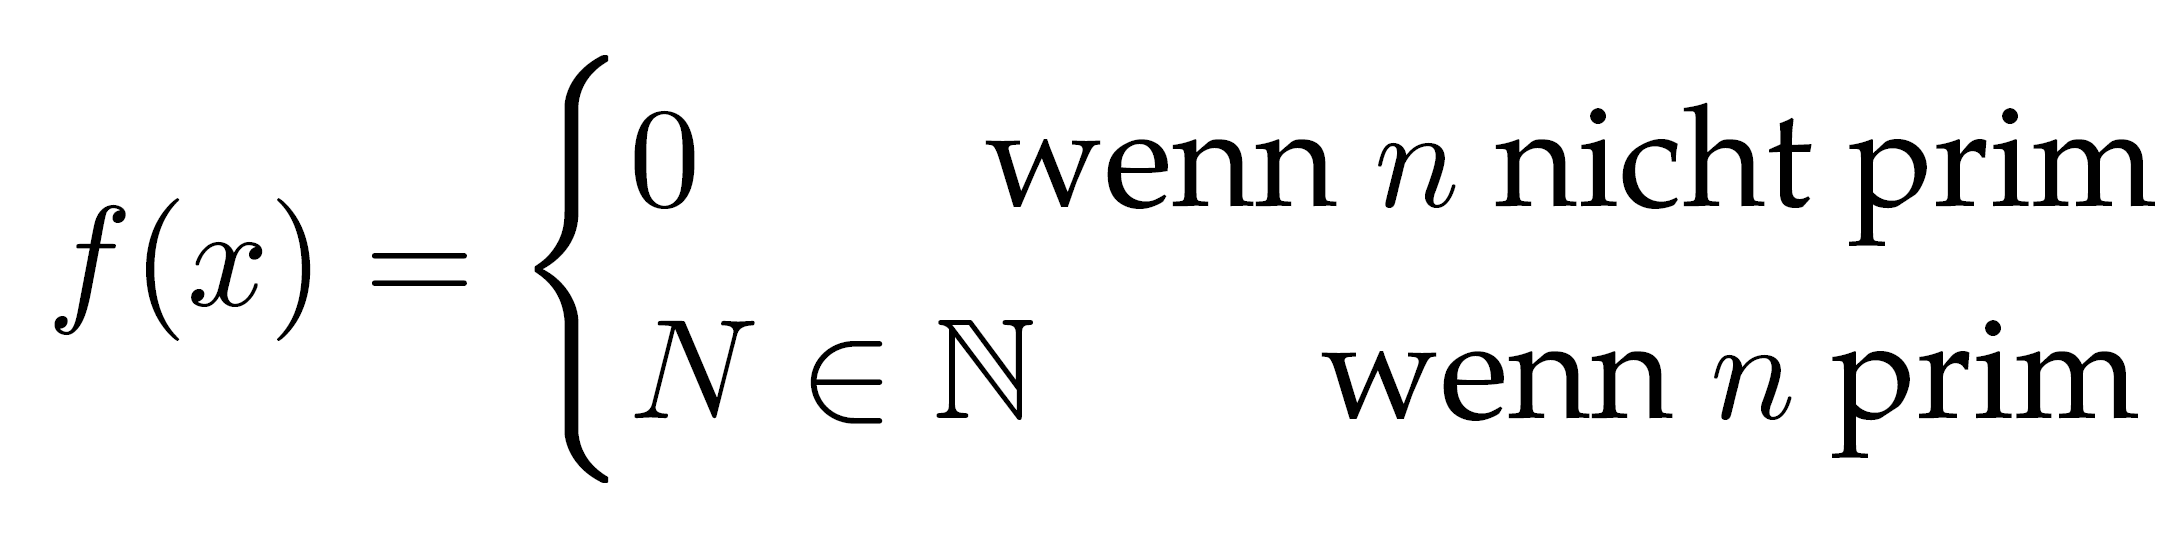 f(x) = { 0 wenn n nicht prim
N ∈ ℕ wenn n prim